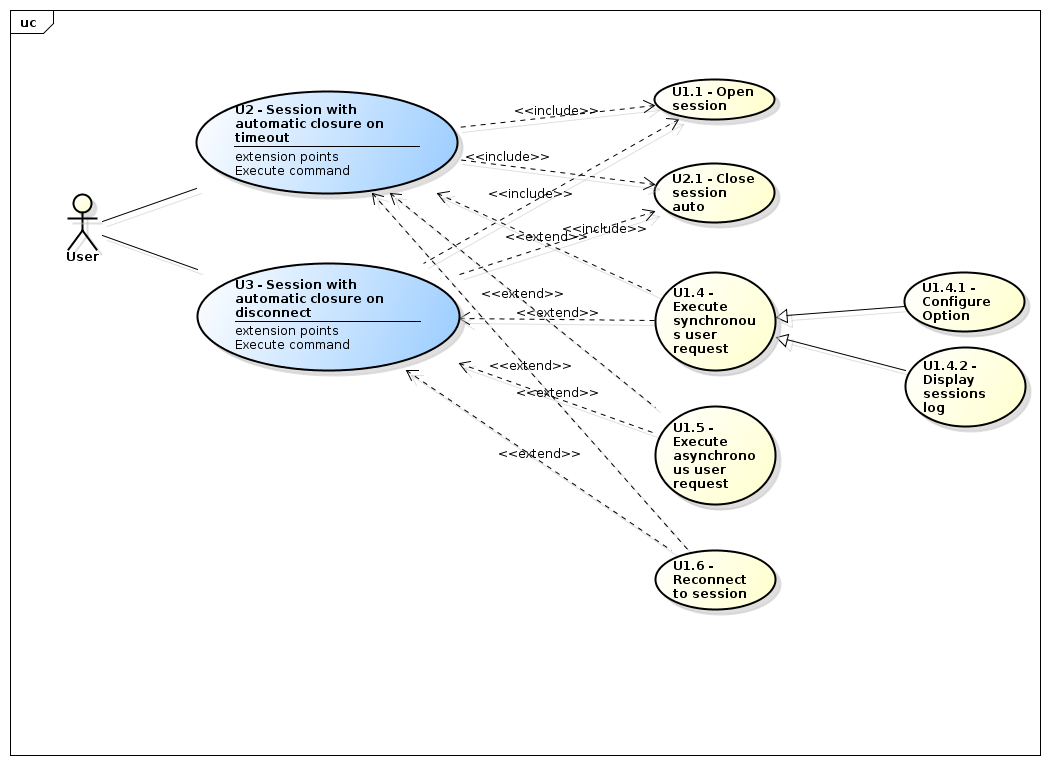 uc
U2 - Session with
automatic closure on
timeout
extension points
Execute command
U1.1 - Open
session
<<include>>
<<include>>
U2.1 - Close
session
auto
<<include>>
<<include>>
<<extend>>
User
U3 - Session with
automatic closure on
disconnect
extension points
Execute command
<<extend>>
<<extend>>
U1.4 -
Execute
synchronou
s user
request
U1.4.1 -
Configure
Option
<<extend>>
<<extend>>
U1.4.2 -
Display
sessions
log
<<extend>>
U1.5 -
Execute
asynchrono
us user
request
U1.6 -
Reconnect
to session